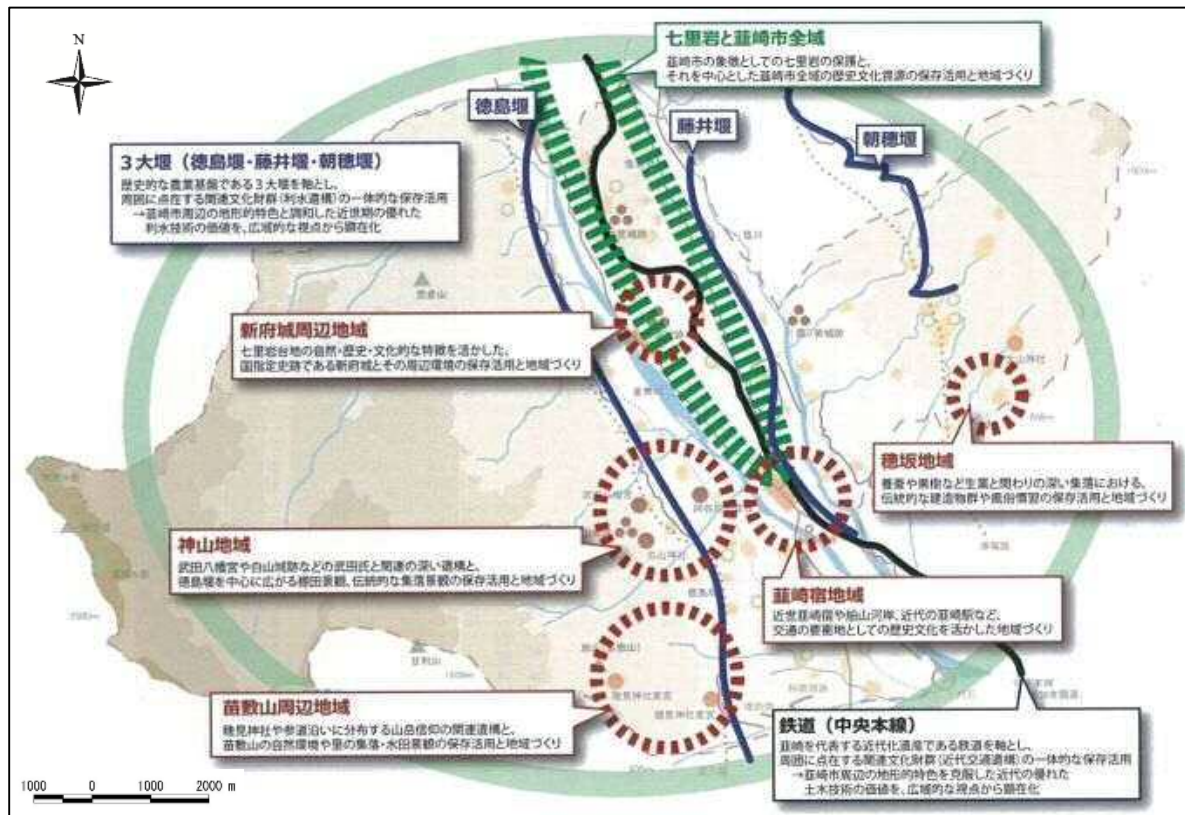 N
七里岩と韮崎市全域
韮崎市の象徴としての七里岩の保護と、
それを中心とした韮崎市全域の歴史文化資源の保存活用と地域づくり
徳島堰
藤井堰
朝穂堰
3大堰（徳島堰・藤井堰・朝穂堰）
歴史的な農業基盤である3大堰を軸とし、
周囲に点在する関連文化財群（利水遺構）の一体的な保存活用
→韮崎市周辺の地形的特色と調和した近世期の優れた
利水技術の価値を、広域的な視点から顕在化
新府城周辺地域
七里岩台地の自然・歴史・文化的な特徴を活かした、
国指定史跡である新府城とその周辺環境の保存活用と地域づくり
穂坂地域
養蚕や果樹など生業と関わりの深い集落における、
伝統的な建造物群や風俗慣習の保存活用と地域づくり
神山地域
武田八幡宮や白山城跡などの武田氏と関連の深い遺構と、
徳島堰を中心に広がる棚田景観、伝統的な集落景観の保存活用と地域づくり
韮崎宿地域
近世韮崎宿や船山河岸、近代の韮崎駅など、
交通の要衝地としての歴史文化を活かした地域づくり
苗敷山周辺地域
穂見神社や参道沿いに分布する山岳信仰の関連遺構と、
苗敷山の自然環境や里の集落・水田景観の保存活用と地域づくり
鉄道（中央本線）
韮崎を代表する近代化遺産である鉄道を軸とし、
周囲に点在する関連文化財群（近代交通遺構）の一体的な保存活用
→韮崎市周辺の地形的特色を克服した近代の優れた
土木技術の価値を、広域的な視点から顕在化
甘利山
1000 0 1000 2000 m